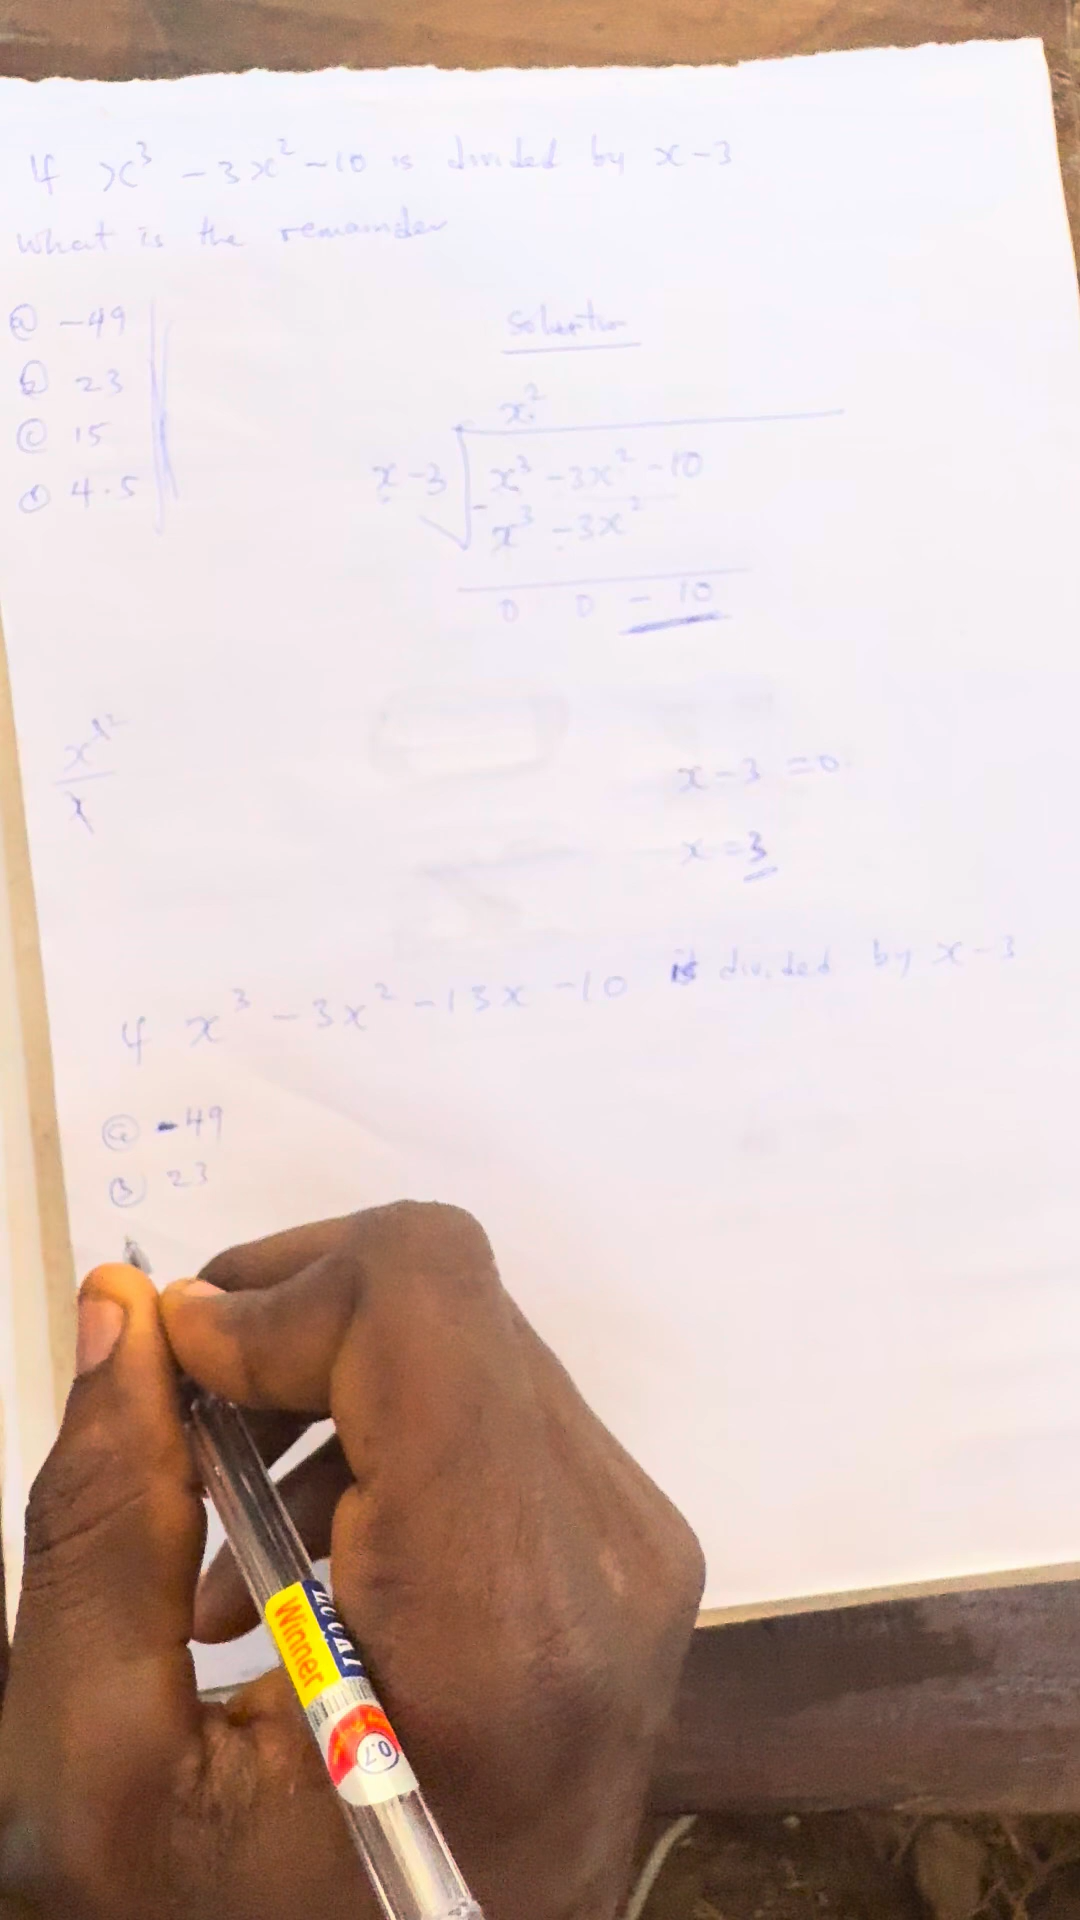 If x³ - 3x² - 10 is divided by x - 3
what is the remainder
ⓐ -49
ⓑ 23
ⓒ 15
ⓓ 4.5
Solution
x²
x - 3 x³ - 3x² - 10
- x³ - 3x²
0 0 - 10
x³²
x
x - 3 = 0
x = 3
If x³ - 3x² - 13x - 10 is divided by x - 3
ⓐ -49
ⓑ 23
LUCKY
Winner
0.7